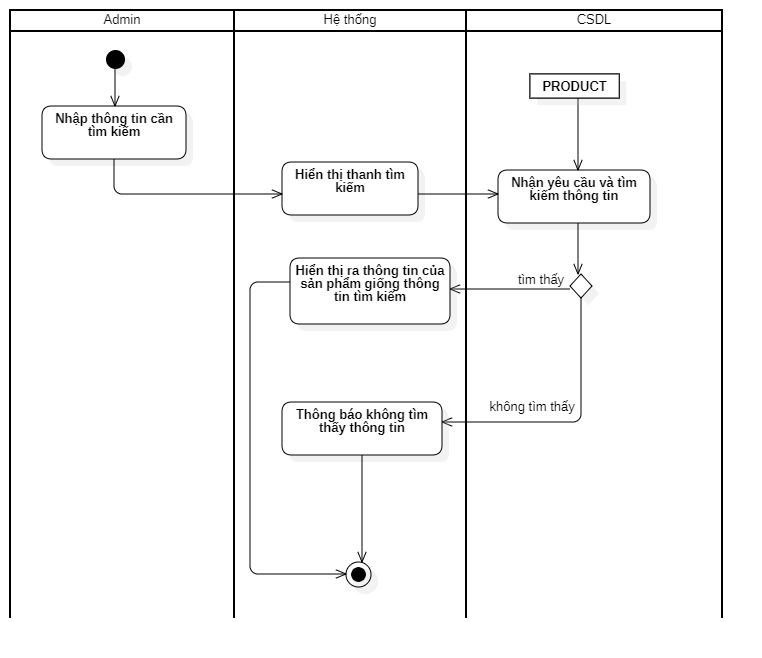 Admin
Hệ thống
CSDL
PRODUCT
Nhập thông tin cần
tìm kiếm
Hiển thị thanh tìm
kiếm
Nhận yêu cầu và tìm
kiếm thông tin
Hiển thị ra thông tin của
sản phẩm giống thông
tin tìm kiếm
tìm thấy
không tìm thấy
Thông báo không tìm
thấy thông tin